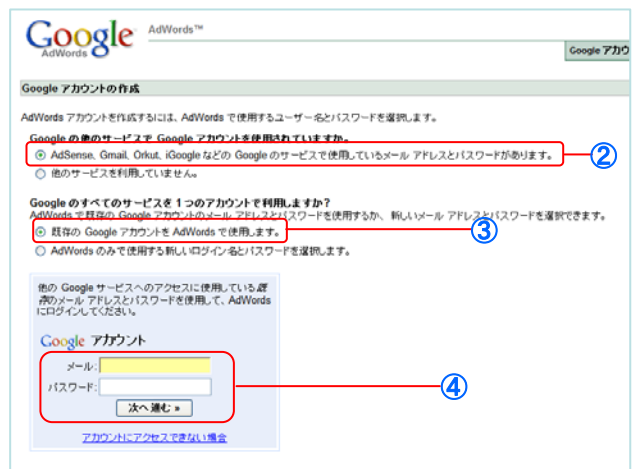 Google AdWords™
AdWords
Google アカウ
Google アカウントの作成
AdWords アカウントを作成するには、AdWords で使用するユーザー名とパスワードを選択します。
Google の他のサービスで Google アカウントを使用されていますか。
AdSense、Gmail、Orkut、iGoogle などの Google のサービスで使用しているメール アドレスとパスワードがあります。
②
他のサービスを利用していません。
Google のすべてのサービスを 1 つのアカウントで利用しますか?
AdWords で既存の Google アカウントのメール アドレスとパスワードを使用するか、新しいメール アドレスとパスワードを選択できます。
既存の Google アカウントを AdWords で使用します。
③
AdWords のみで使用する新しいログイン名とパスワードを選択します。
他の Google サービスへのアクセスに使用している既
存のメール アドレスとパスワードを使用して、AdWords
にログインしてください。
Google アカウント
メール:
パスワード:
④
次へ進む »
アカウントにアクセスできない場合